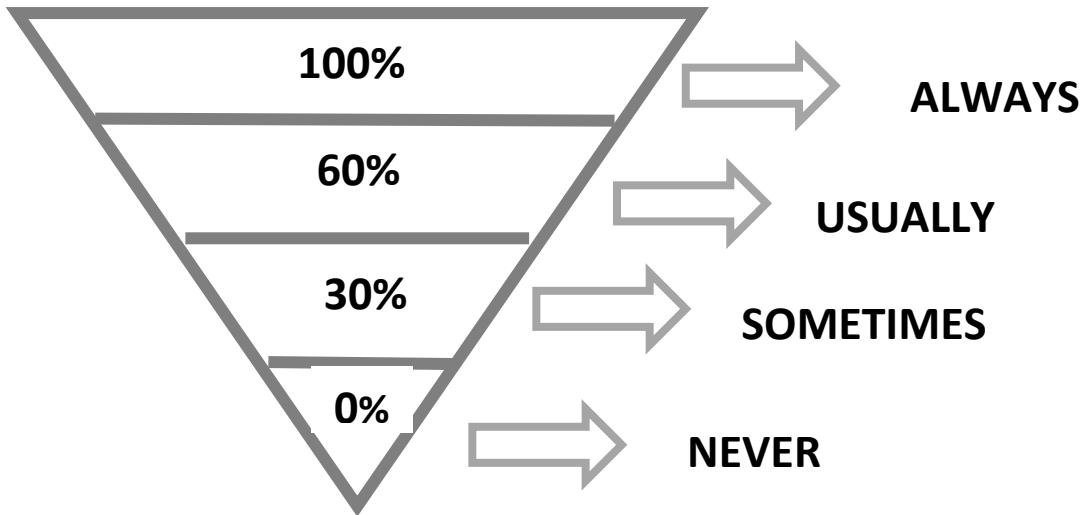 100%
ALWAYS
60%
USUALLY
30%
SOMETIMES
0%
NEVER